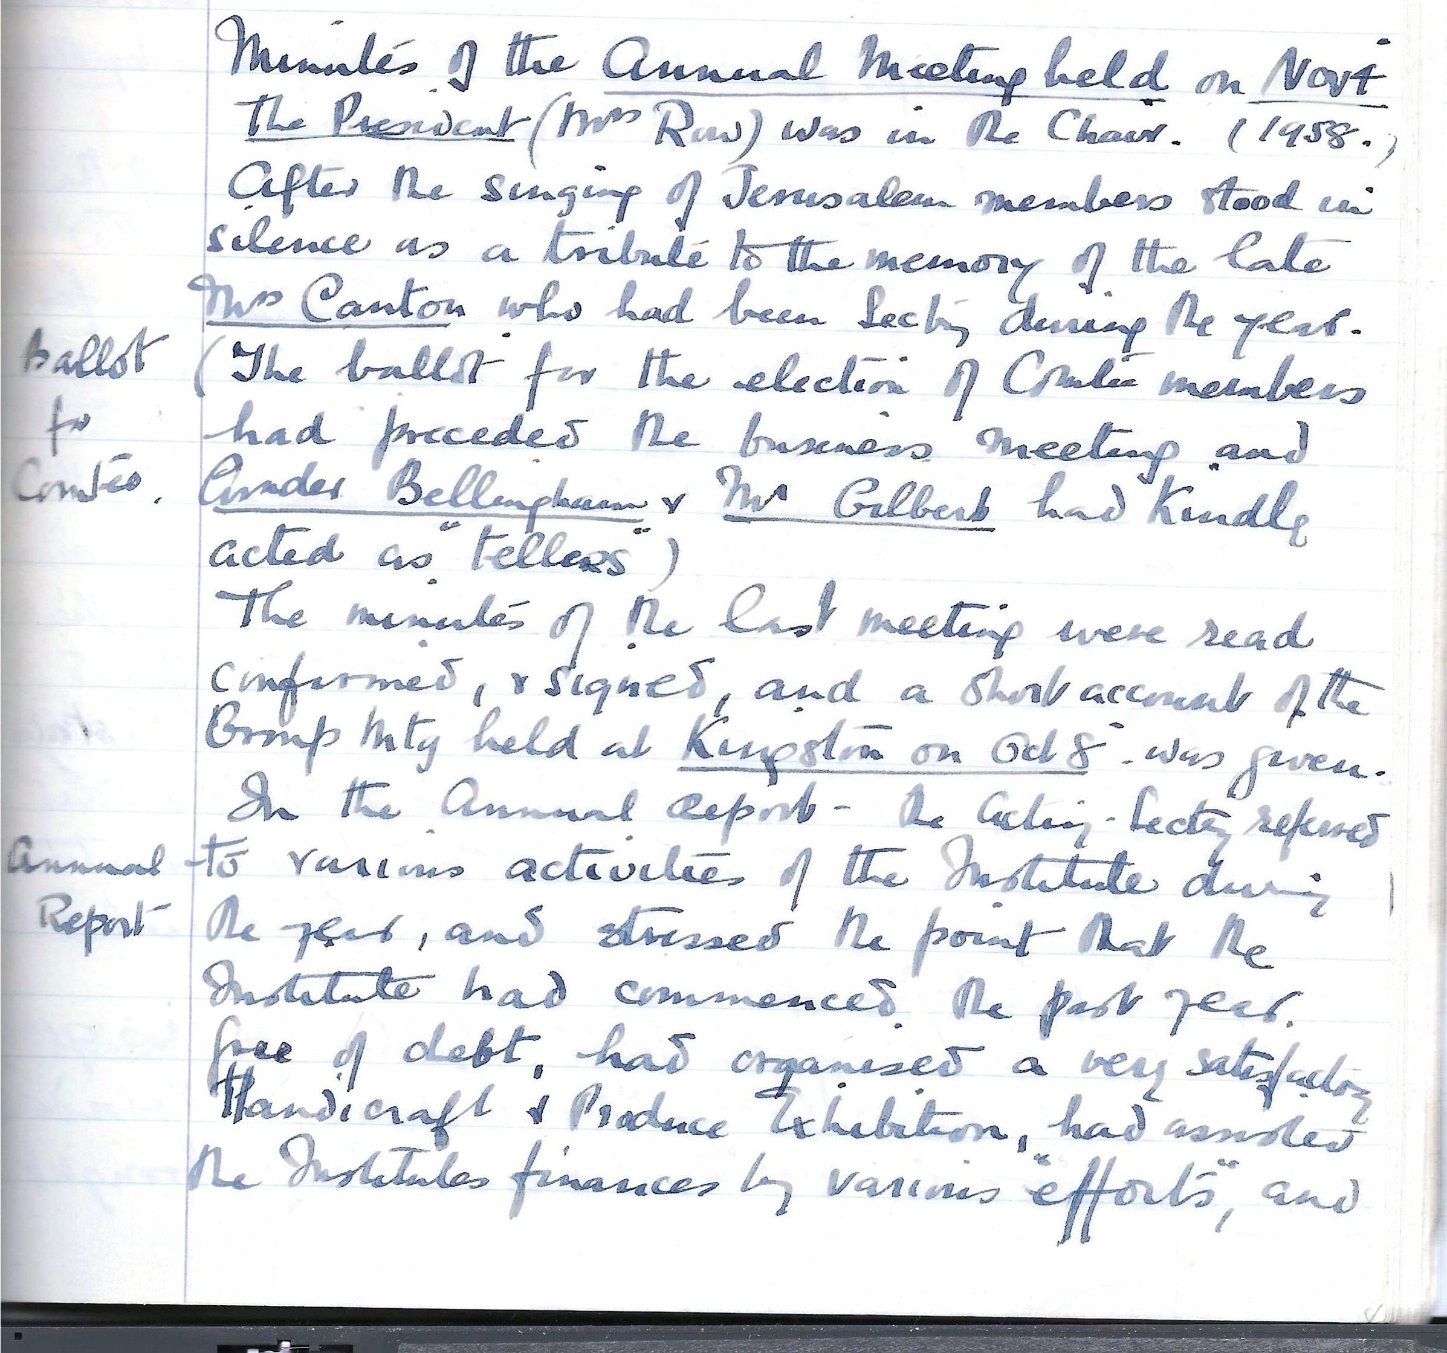 Minutes of the Annual Meeting held on Nov 4
The President (Mrs Row) was in the Chair. (1958.)
After the singing of Jerusalem members stood in
silence as a tribute to the memory of the late
Mrs Canton who had been Secty during the year.
Ballot
for
Comtee.
(The ballot for the election of Comtee members
had preceded the business meeting and
Comder Bellingham & Mr Gilbert had kindly
acted as "tellers")
The minutes of the last meeting were read
confirmed, & signed, and a short account of the
Group Mtg held at Kingston on Oct 8 was given.
Annual
Report
In the Annual Report - the Acting-Secty referred
to various activities of the Institute during
the year, and stressed the point that the
Institute had commenced the past year.
free of debt, had organised a very satisfactory
Handicraft & Produce Exhibition, had assisted
the Institutes finances by various "efforts", and